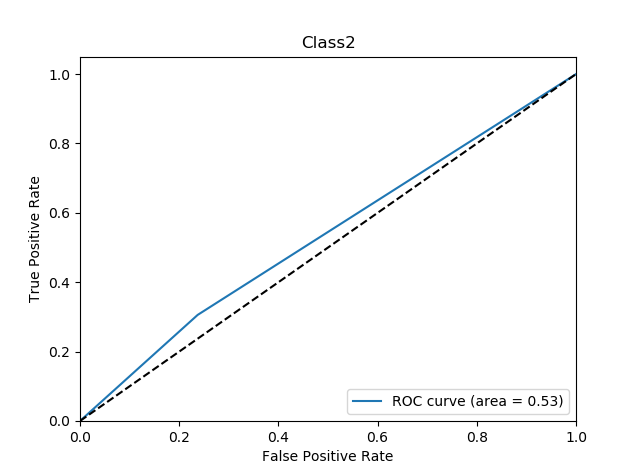 Class2
True Positive Rate
1.0
0.8
0.6
0.4
0.2
0.0
ROC curve (area = 0.53)
0.0 0.2 0.4 0.6 0.8 1.0
False Positive Rate